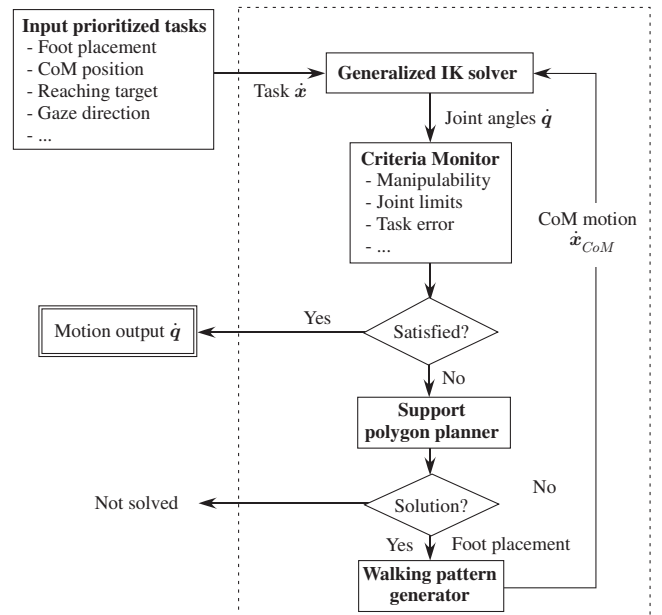 Input prioritized tasks
- Foot placement
- CoM position
- Reaching target
- Gaze direction
- ...
Task ẋ
Generalized IK solver
Joint angles q̇
Criteria Monitor
- Manipulability
- Joint limits
- Task error
- ...
CoM motion
ẋ_CoM
Satisfied?
Yes
Motion output q̇
No
Support
polygon planner
Solution?
No
Not solved
Yes
Foot placement
Walking pattern
generator